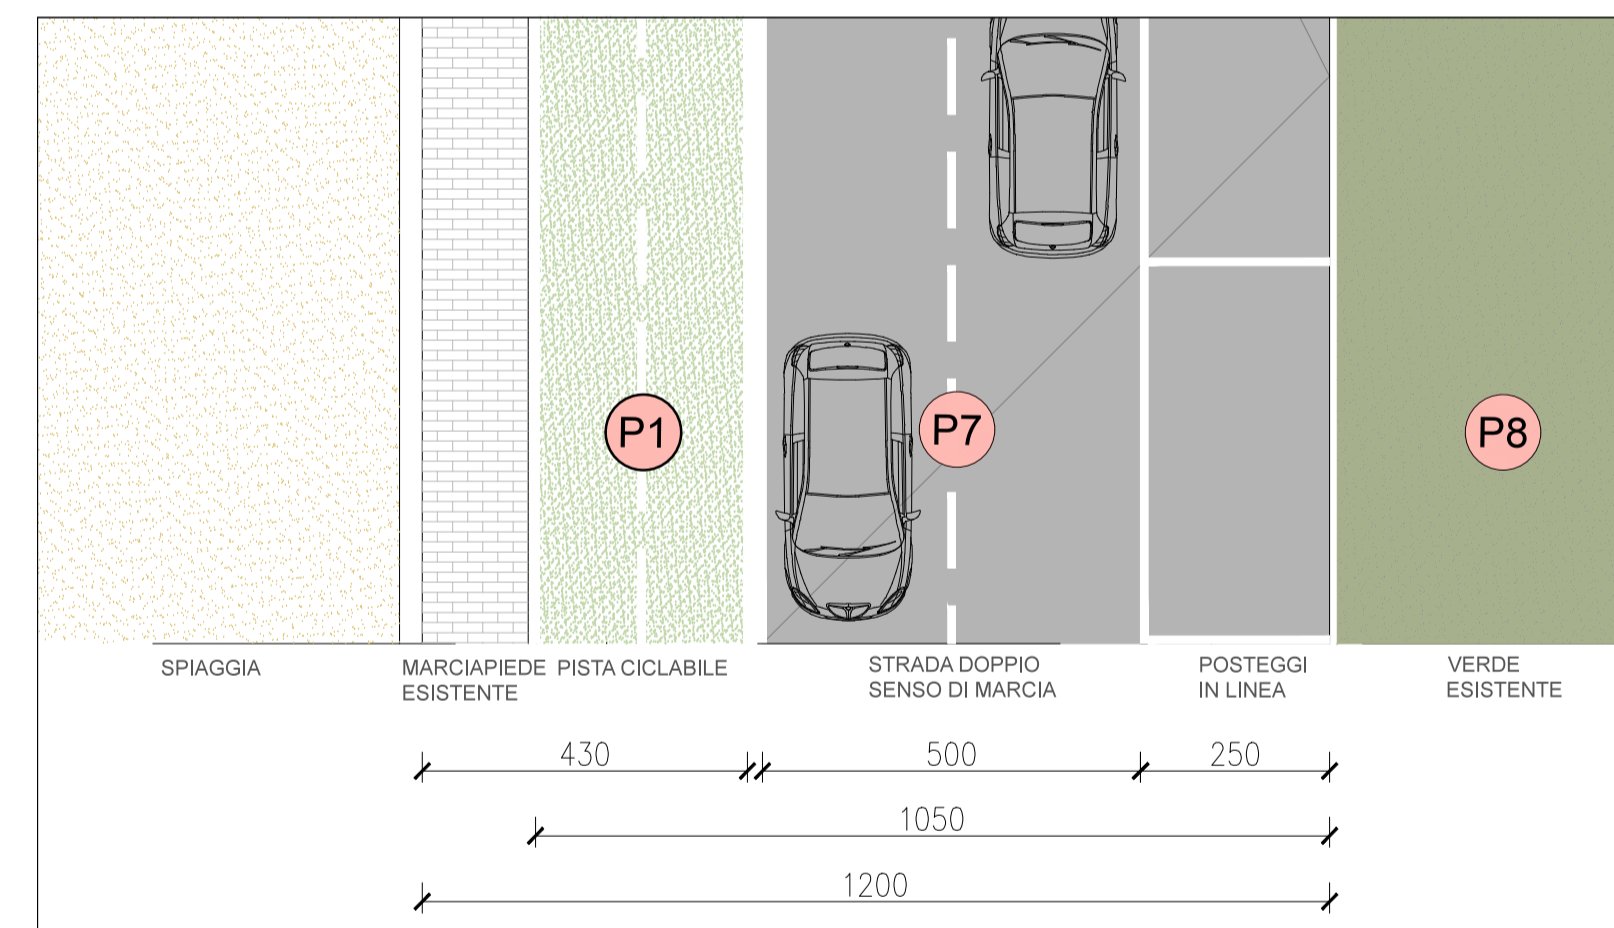 P1
P7
P8
SPIAGGIA
MARCIAPIEDE
ESISTENTE
PISTA CICLABILE
STRADA DOPPIO
SENSO DI MARCIA
POSTEGGI
IN LINEA
VERDE
ESISTENTE
430
500
250
1050
1200